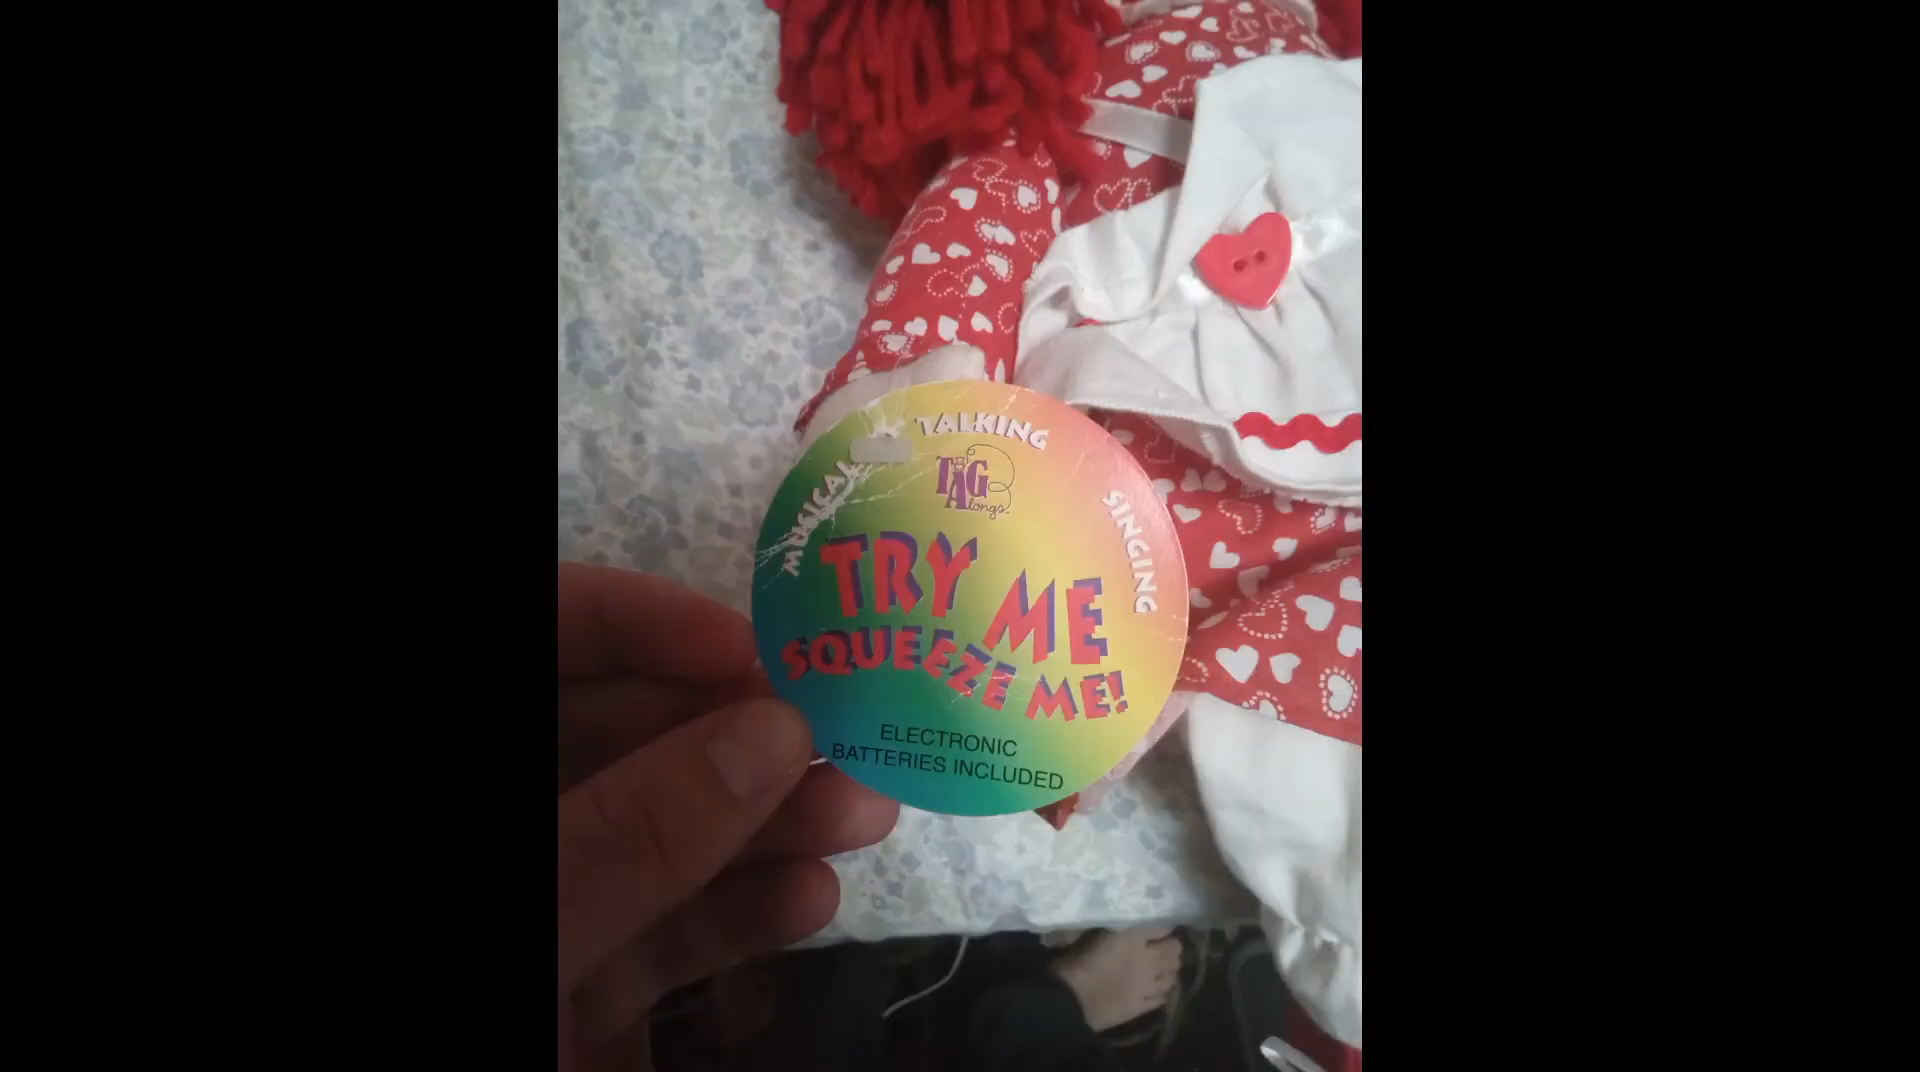 MUSICAL
TALKING
SINGING
TAG
Alongs
TRY ME
SQUEEZE ME!
ELECTRONIC
BATTERIES INCLUDED